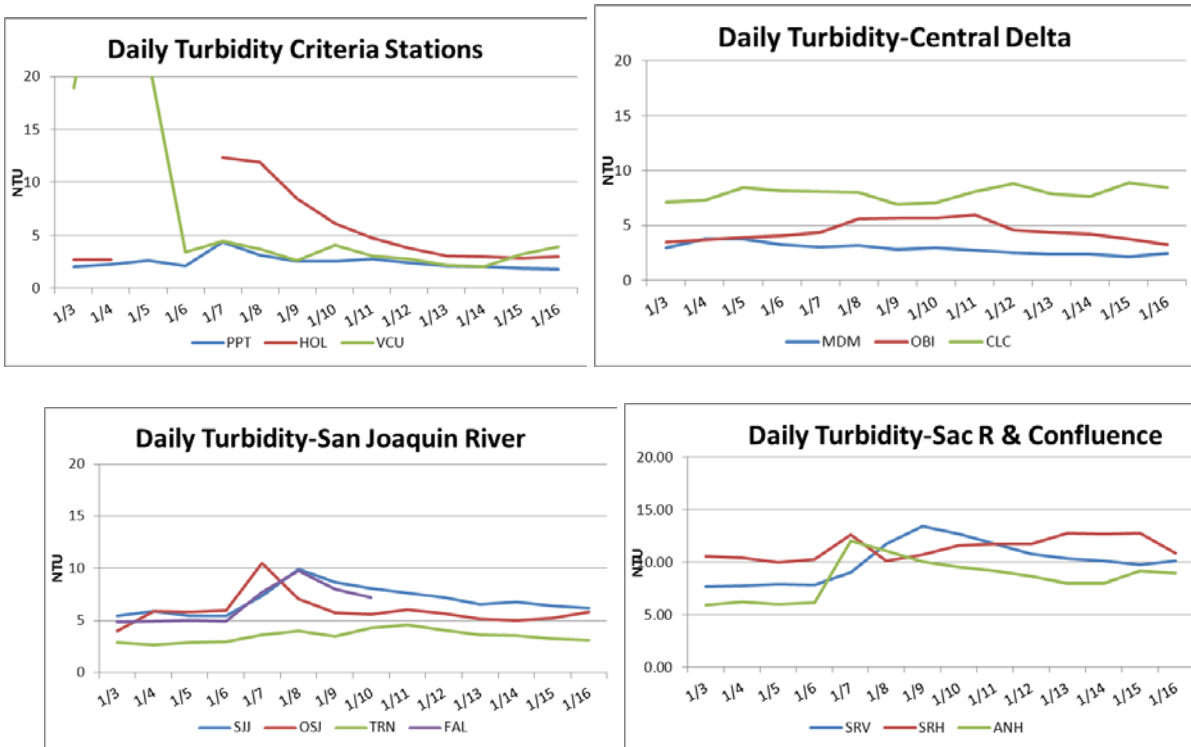 Daily Turbidity Criteria Stations
20
15
10
5
0
NTU
1/3 1/4 1/5 1/6 1/7 1/8 1/9 1/10 1/11 1/12 1/13 1/14 1/15 1/16
PPT HOL VCU
Daily Turbidity-Central Delta
20
15
10
5
0
NTU
1/3 1/4 1/5 1/6 1/7 1/8 1/9 1/10 1/11 1/12 1/13 1/14 1/15 1/16
MDM OBI CLC
Daily Turbidity-San Joaquin River
20
15
10
5
0
NTU
1/3 1/4 1/5 1/6 1/7 1/8 1/9 1/10 1/11 1/12 1/13 1/14 1/15 1/16
SJJ OSJ TRN FAL
Daily Turbidity-Sac R & Confluence
20.00
15.00
10.00
5.00
0.00
NTU
1/3 1/4 1/5 1/6 1/7 1/8 1/9 1/10 1/11 1/12 1/13 1/14 1/15 1/16
SRV SRH ANH